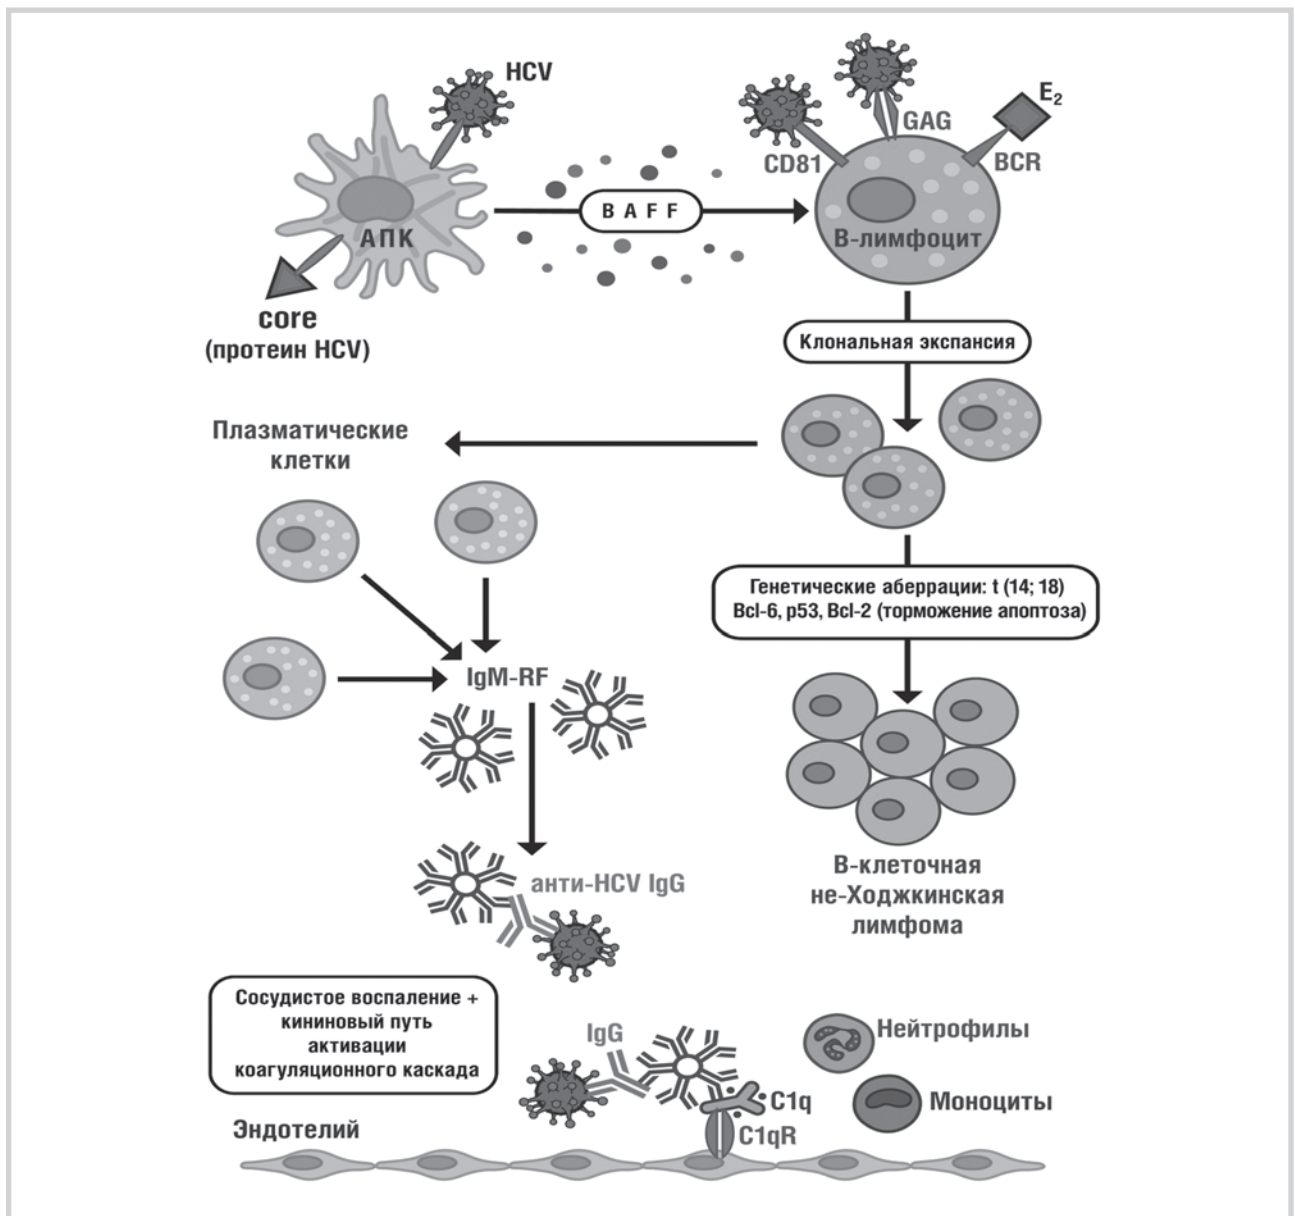 HCV
GAG
E2
CD81
BCR
B A F F
АПК
В-лимфоцит
core
(протеин HCV)
Клональная экспансия
Плазматические
клетки
Генетические аберрации: t (14; 18)
Bcl-6, p53, Bcl-2 (торможение апоптоза)
IgM-RF
анти-HCV IgG
В-клеточная
не-Ходжкинская
лимфома
Сосудистое воспаление +
кининовый путь
активации
коагуляционного каскада
IgG
Нейтрофилы
C1q
Моноциты
Эндотелий
C1qR